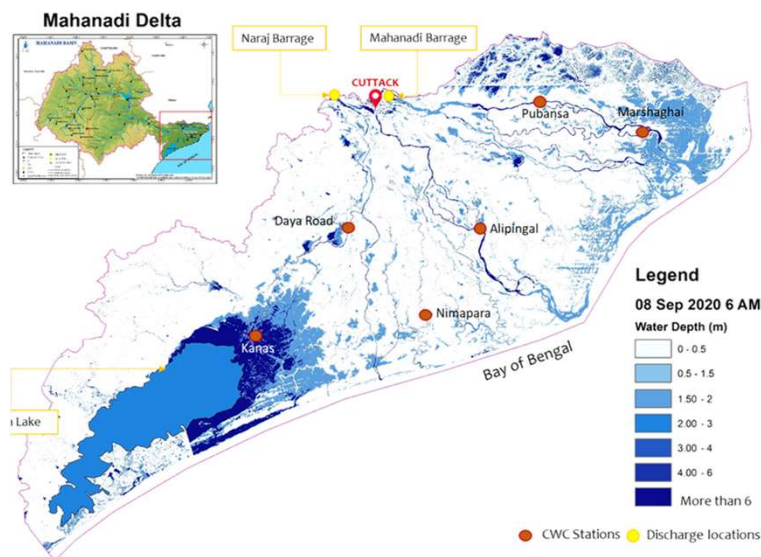 Mahanadi Delta
MAHANADI BASIN
Naraj Barrage
Mahanadi Barrage
CUTTACK
Pubansa
Marshaghai
Daya Road
Alipingal
Nimapara
Kanas
Bay of Bengal
Lake
Legend
08 Sep 2020 6 AM
Water Depth (m)
0 - 0.5
0.5 - 1.5
1.50 - 2
2.00 - 3
3.00 - 4
4.00 - 6
More than 6
CWC Stations
Discharge locations